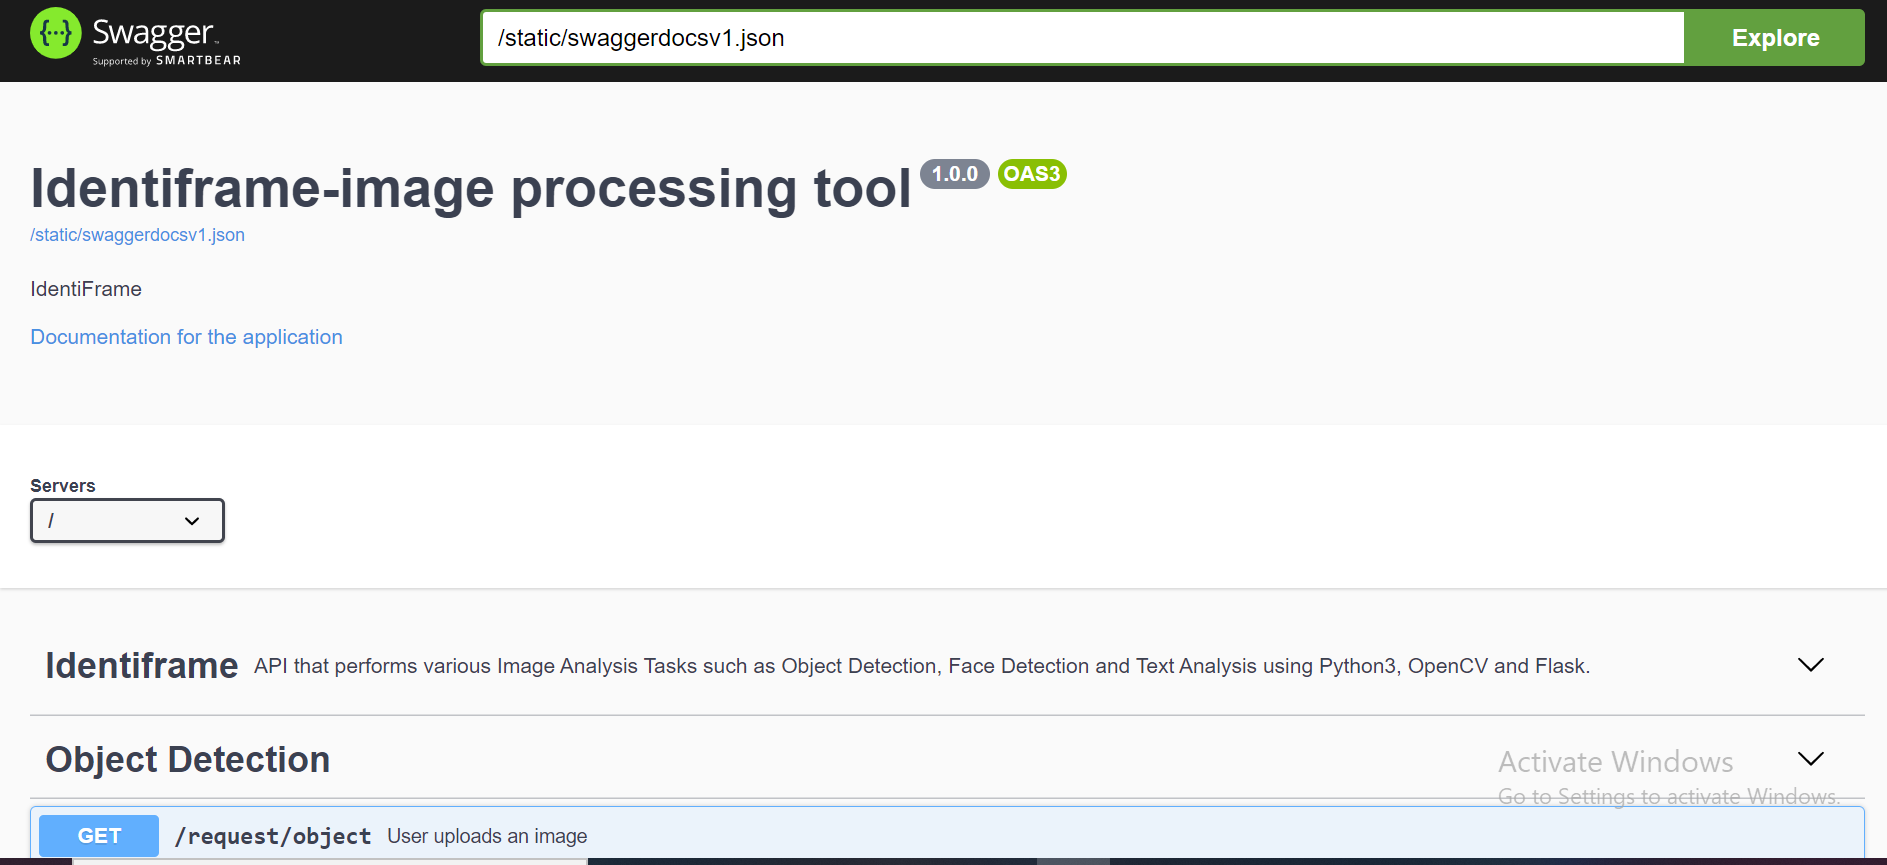 {···} Swagger™
Supported by SMARTBEAR
/static/swaggerdocsv1.json
Explore
Identiframe-image processing tool 1.0.0 OAS3
/static/swaggerdocsv1.json
IdentiFrame
Documentation for the application
Servers
/
Identiframe API that performs various Image Analysis Tasks such as Object Detection, Face Detection and Text Analysis using Python3, OpenCV and Flask.
Object Detection
Activate Windows
Go to Settings to activate Windows.
GET /request/object User uploads an image